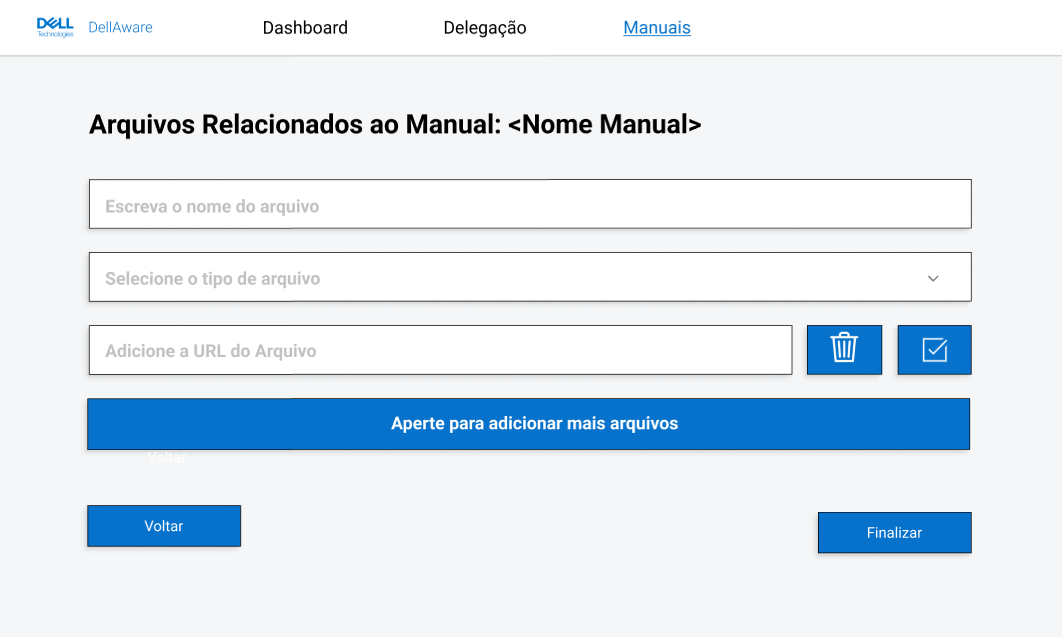 DELL
Technologies
DellAware
Dashboard
Delegação
Manuais
Arquivos Relacionados ao Manual: <Nome Manual>
Escreva o nome do arquivo
Selecione o tipo de arquivo
Adicione a URL do Arquivo
Aperte para adicionar mais arquivos
Voltar
Voltar
Finalizar